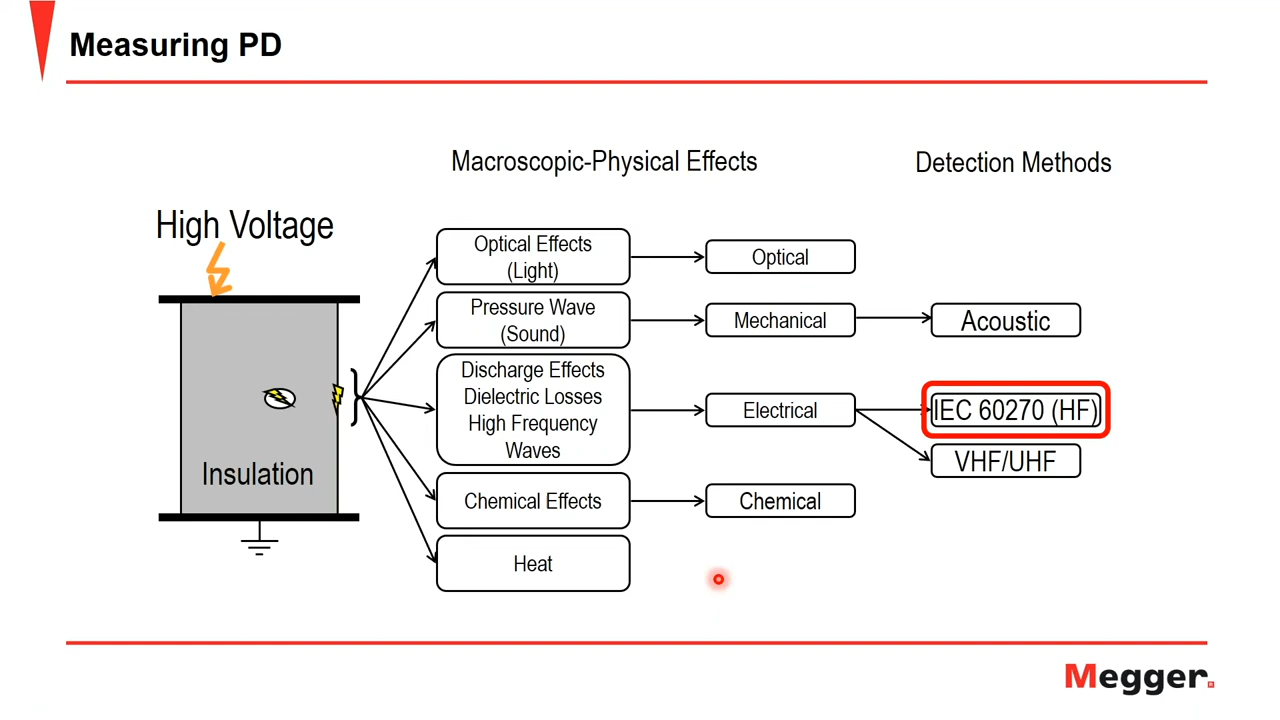 Measuring PD
Macroscopic-Physical Effects
Detection Methods
High Voltage
Insulation
Optical Effects
(Light)
Optical
Pressure Wave
(Sound)
Mechanical
Acoustic
Discharge Effects
Dielectric Losses
High Frequency
Waves
Electrical
IEC 60270 (HF)
VHF/UHF
Chemical Effects
Chemical
Heat
Megger.